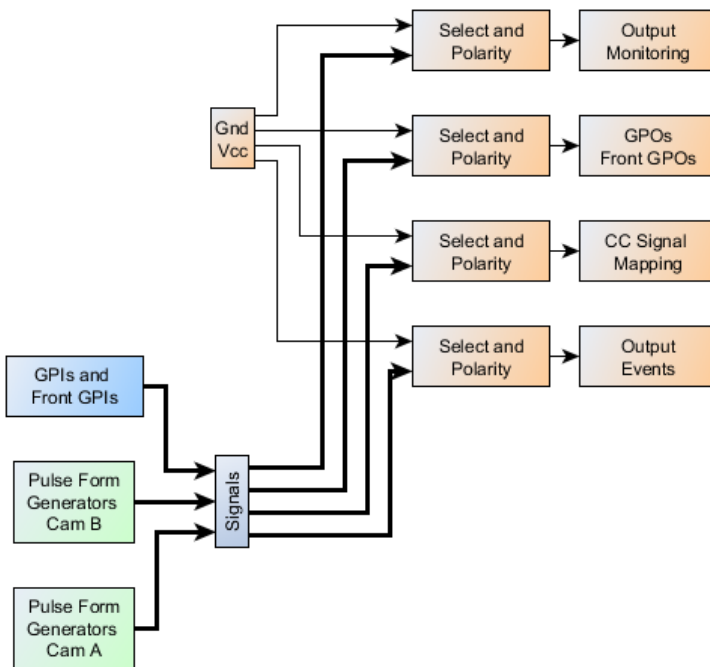 Select and
Polarity
Output
Monitoring
Gnd
Vcc
Select and
Polarity
GPOs
Front GPOs
Select and
Polarity
CC Signal
Mapping
Select and
Polarity
Output
Events
GPIs and
Front GPIs
Signals
Pulse Form
Generators
Cam B
Pulse Form
Generators
Cam A